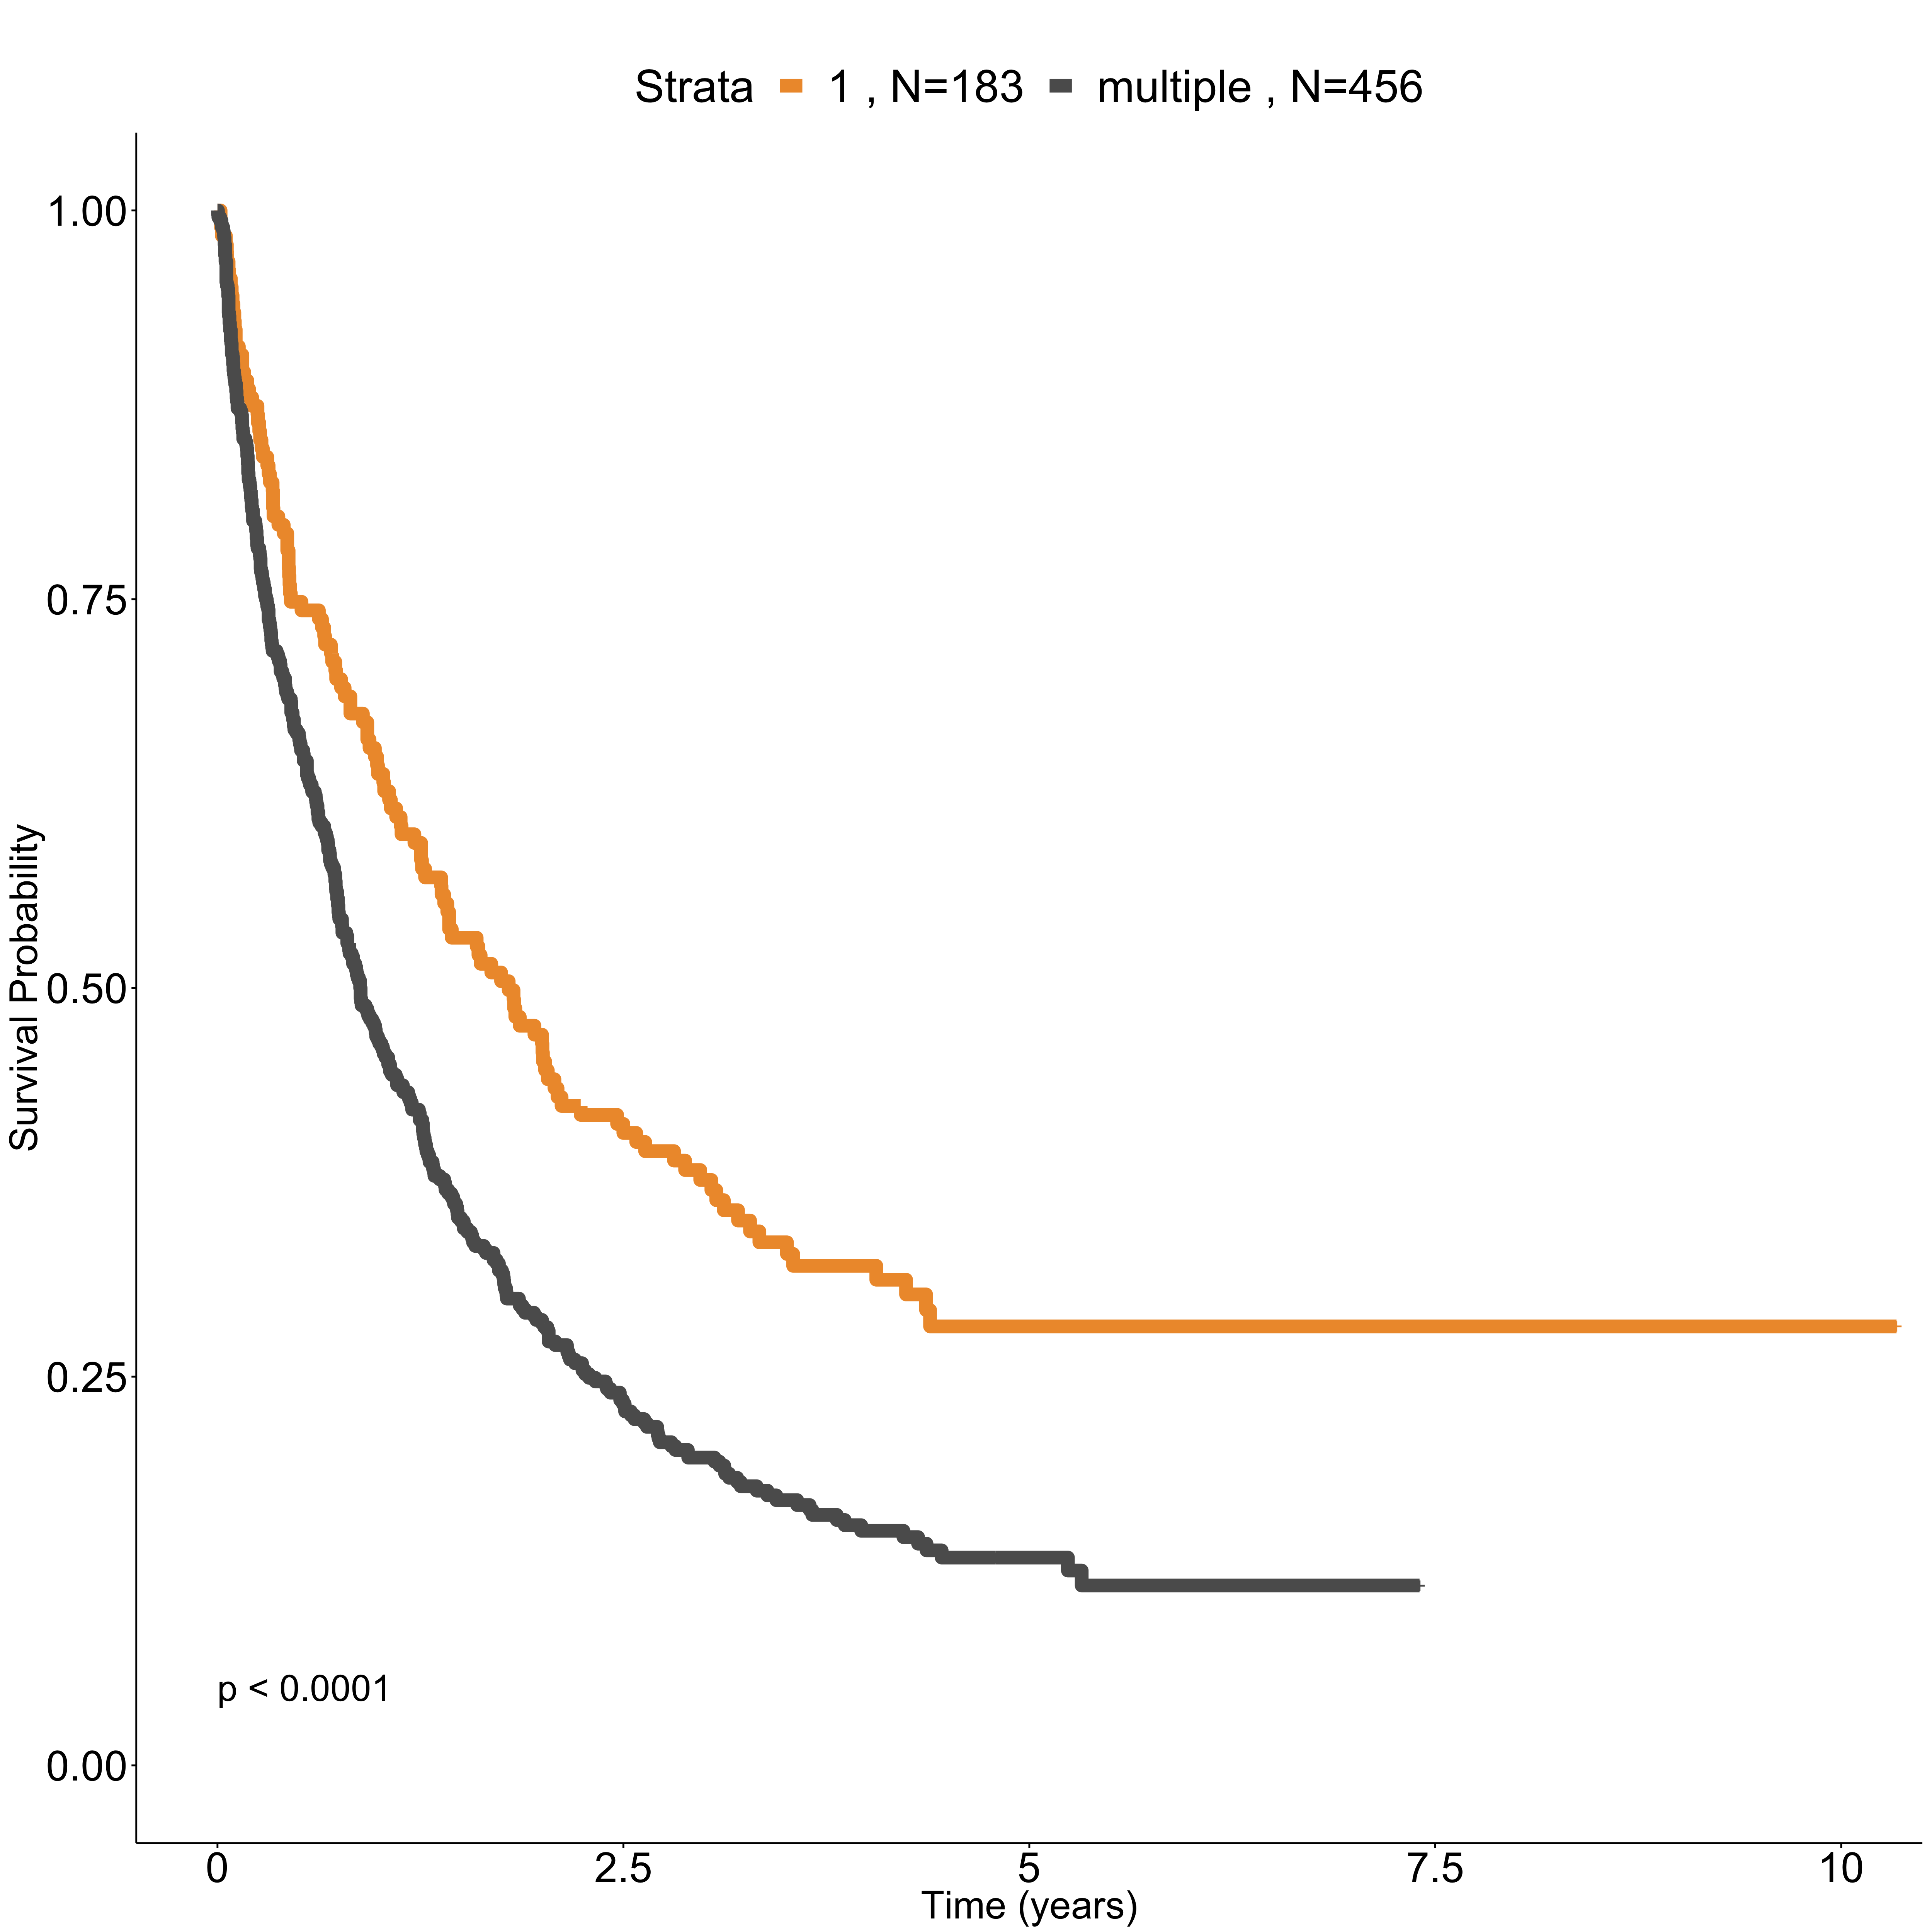 Strata 1 , N=183 multiple , N=456
1.00
0.75
0.50
0.25
0.00
Survival Probability
p < 0.0001
0 2.5 5 7.5 10
Time (years)